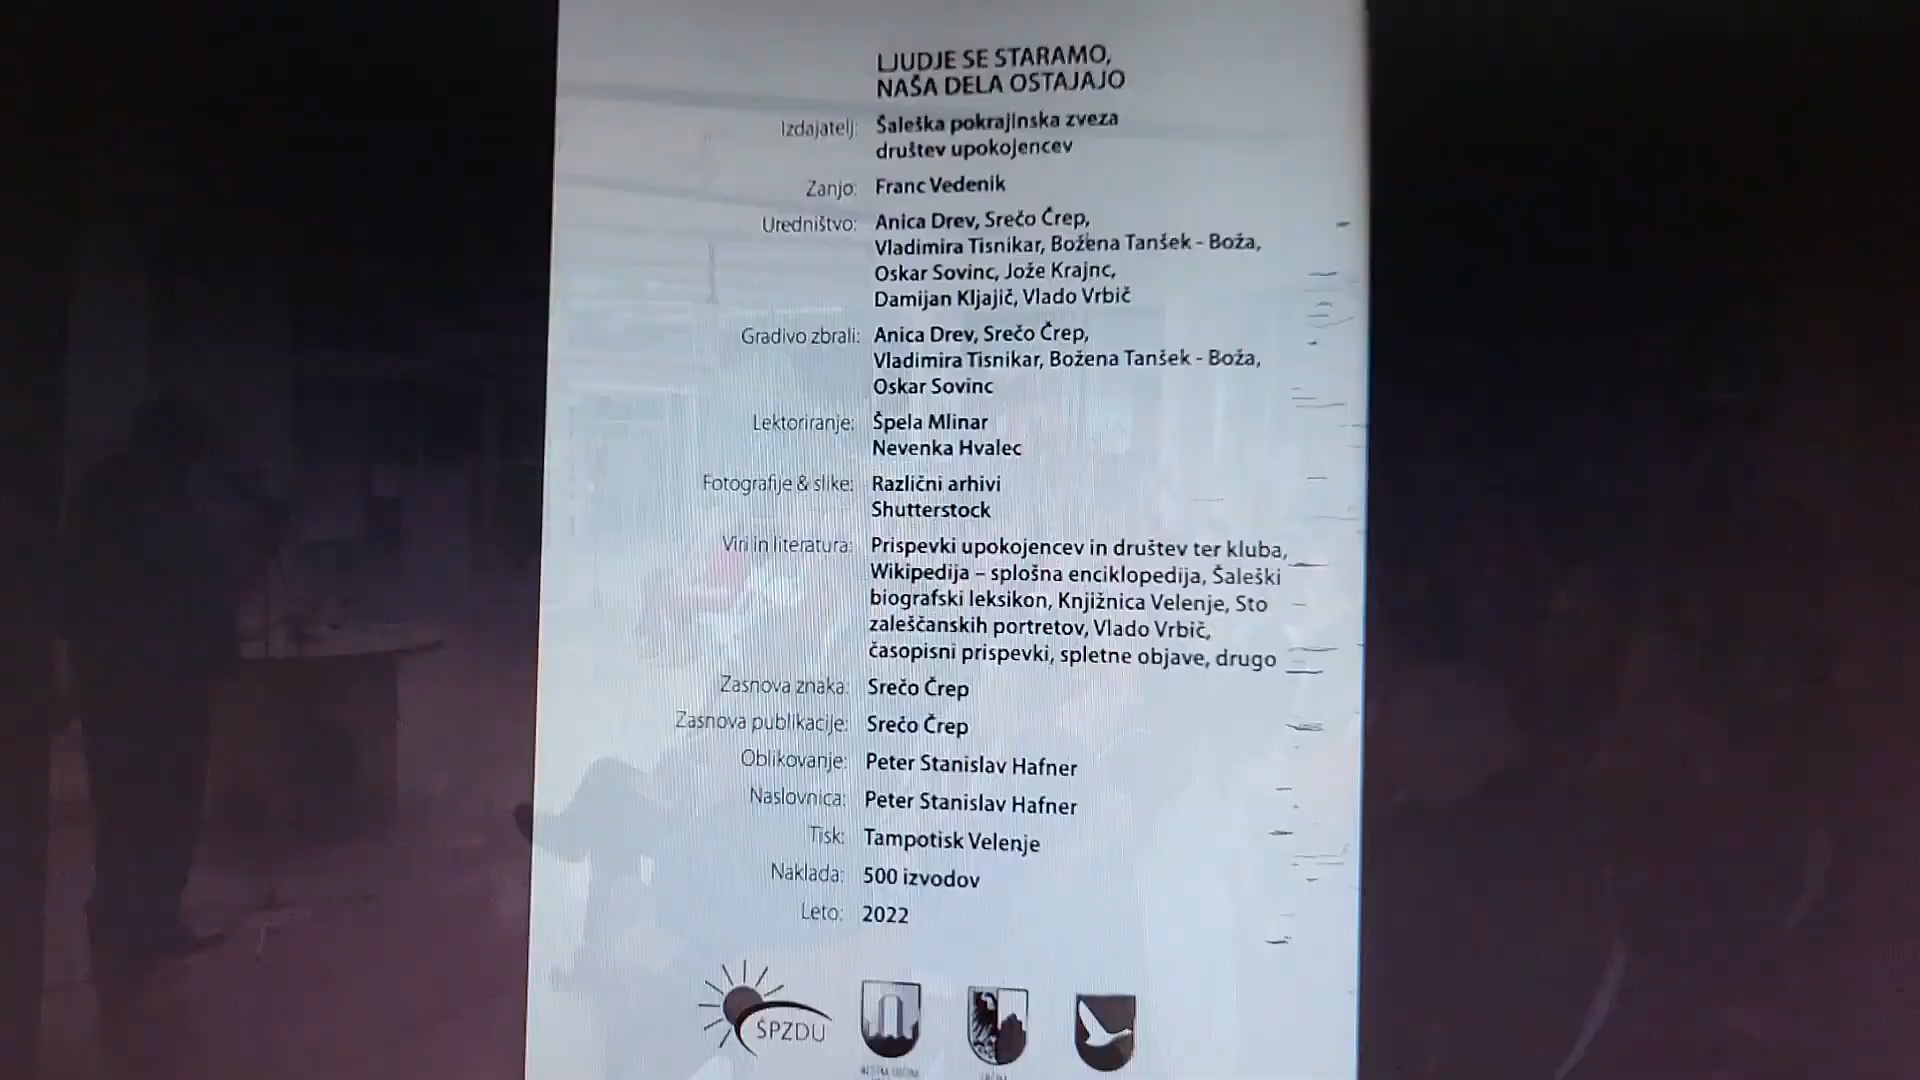 LJUDJE SE STARAMO,
NAŠA DELA OSTAJAJO
Izdajatelj: Šaleška pokrajinska zveza
društev upokojencev
Zanjo: Franc Vedenik
Uredništvo: Anica Drev, Srečo Črep,
Vladimira Tisnikar, Božena Tanšek - Boža,
Oskar Sovinc, Jože Krajnc,
Damijan Kljajič, Vlado Vrbič
Gradivo zbrali: Anica Drev, Srečo Črep,
Vladimira Tisnikar, Božena Tanšek - Boža,
Oskar Sovinc
Lektoriranje: Špela Mlinar
Nevenka Hvalec
Fotografije & slike: Različni arhivi
Shutterstock
Viri in literatura: Prispevki upokojencev in društev ter kluba,
Wikipedija – splošna enciklopedija, Šaleški
biografski leksikon, Knjižnica Velenje, Sto
zaleščanskih portretov, Vlado Vrbič,
časopisni prispevki, spletne objave, drugo
Zasnova znaka: Srečo Črep
Zasnova publikacije: Srečo Črep
Oblikovanje: Peter Stanislav Hafner
Naslovnica: Peter Stanislav Hafner
Tisk: Tampotisk Velenje
Naklada: 500 izvodov
Leto: 2022
ŠPZDU